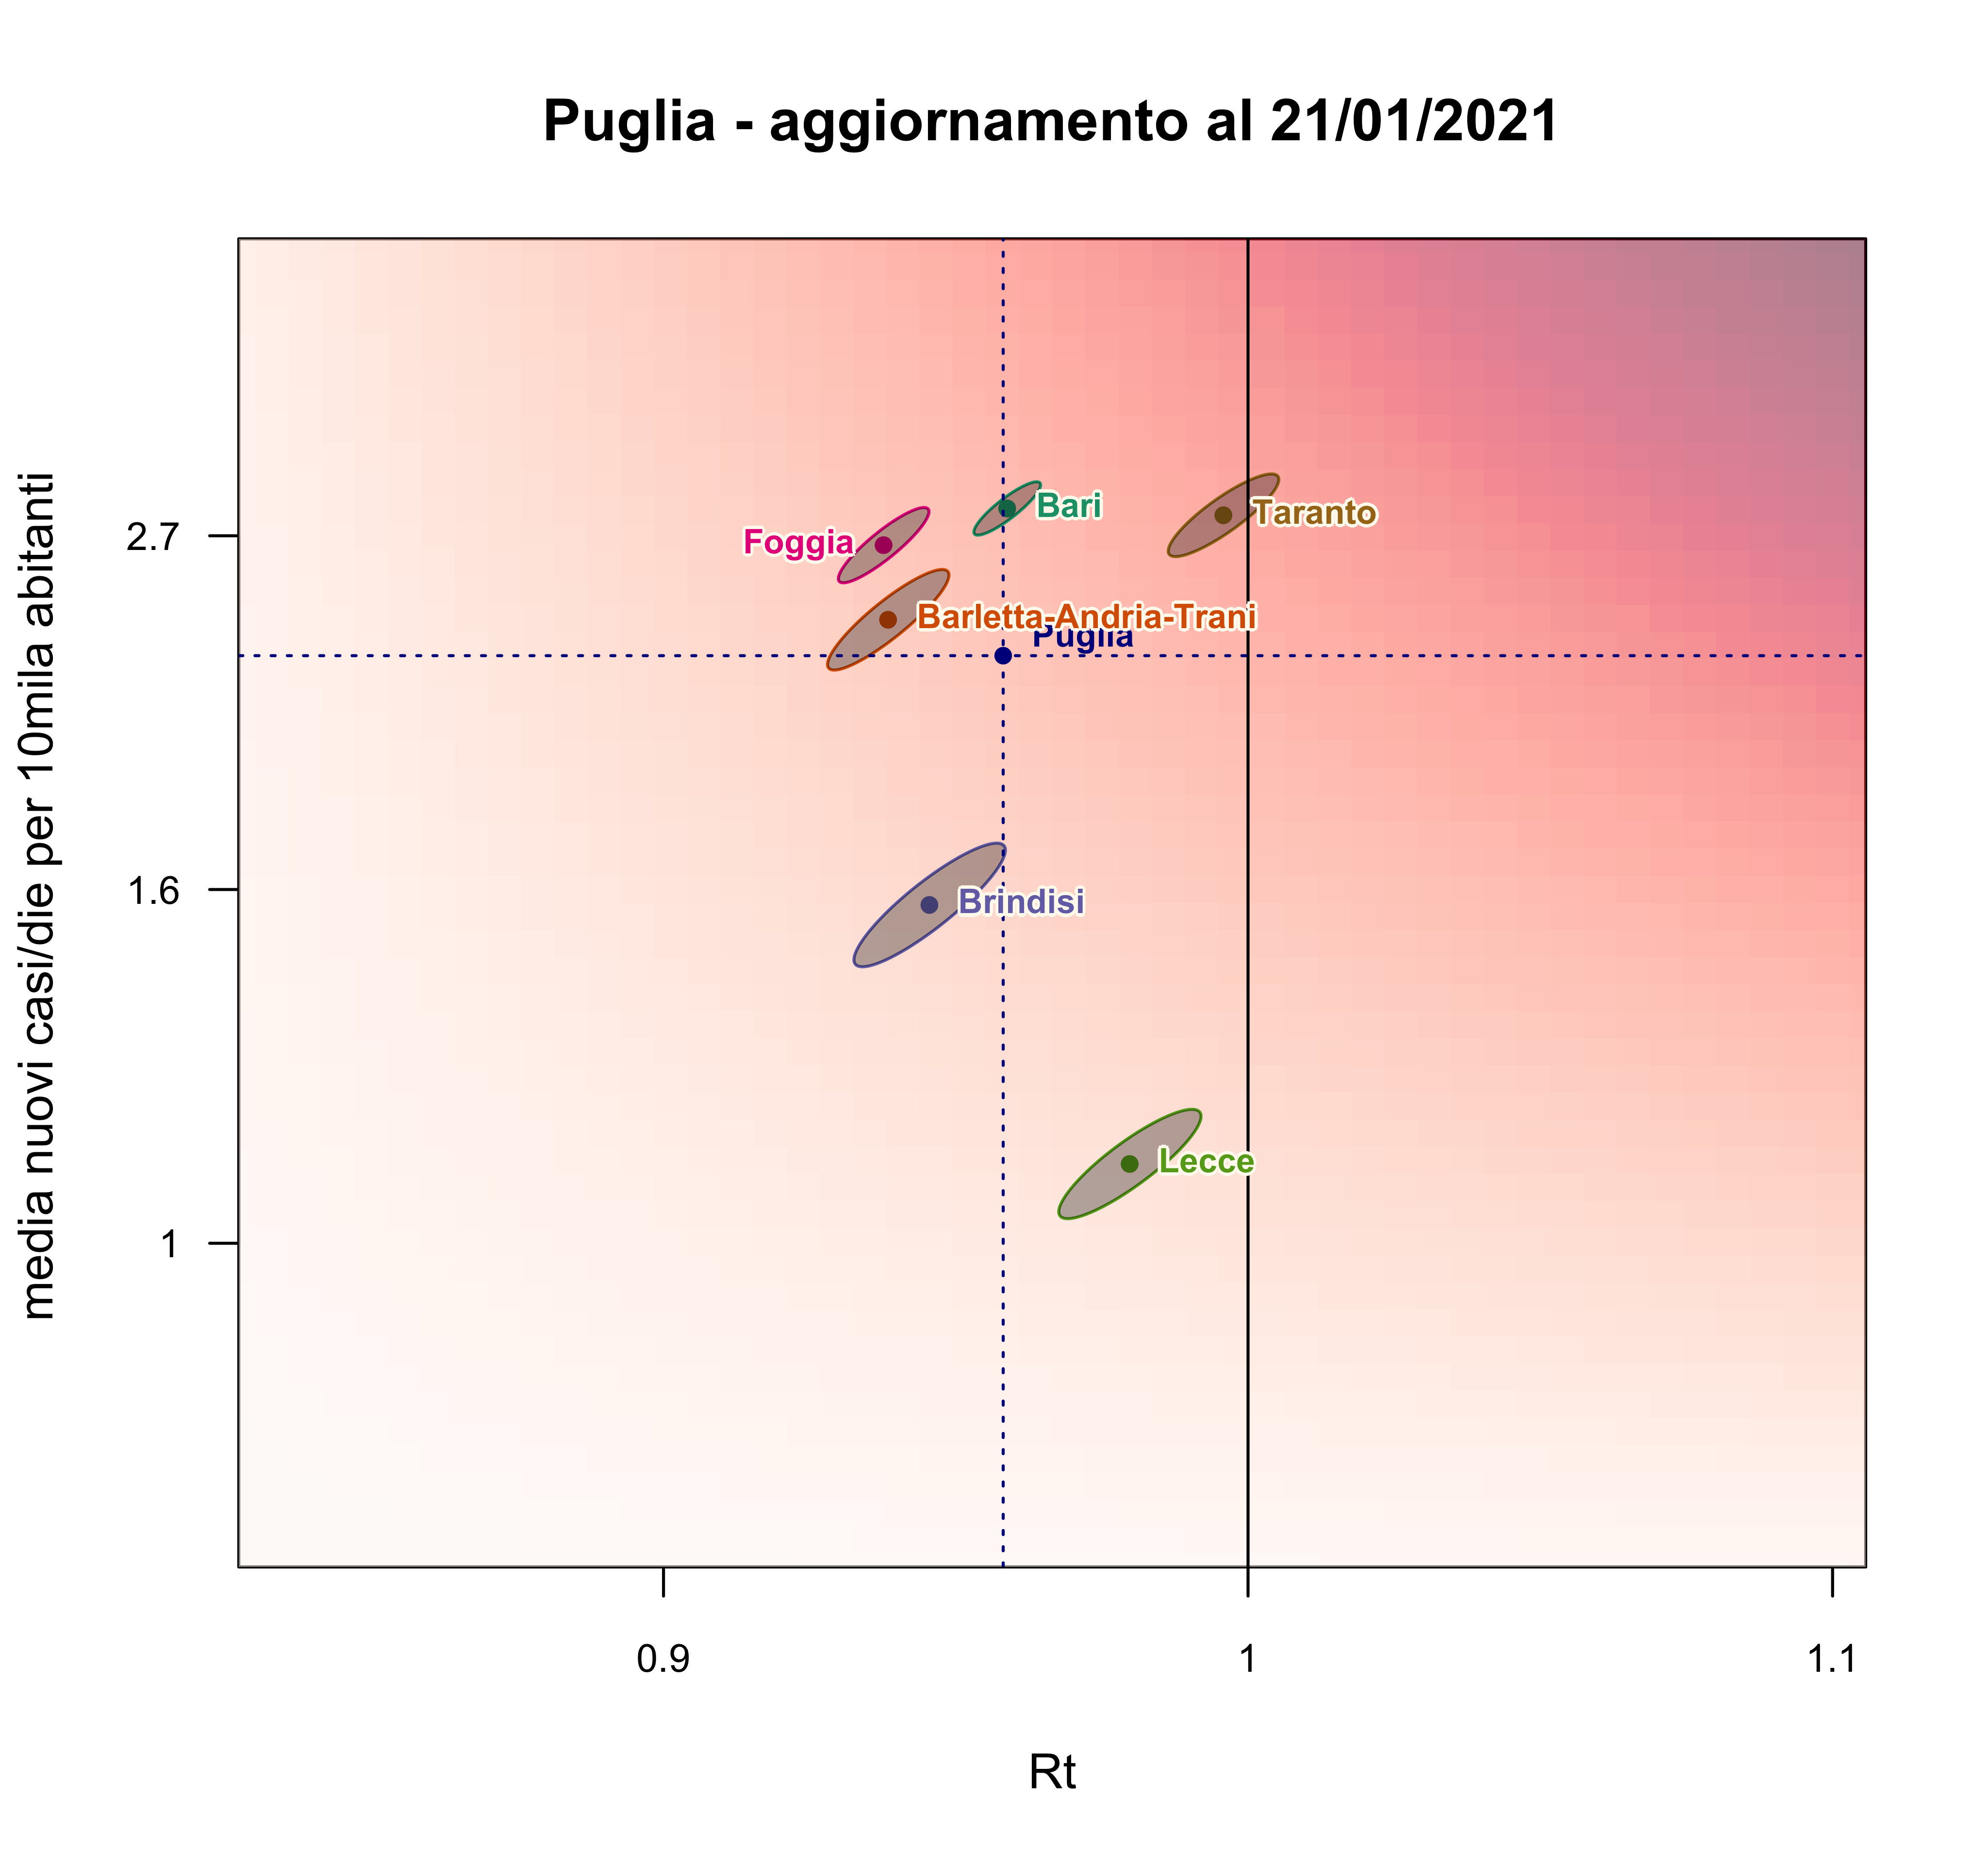 Puglia - aggiornamento al 21/01/2021
media nuovi casi/die per 10mila abitanti
2.7
1.6
1
Bari
Taranto
Foggia
Barletta-Andria-Trani
Puglia
Brindisi
Lecce
0.9
1
1.1
Rt